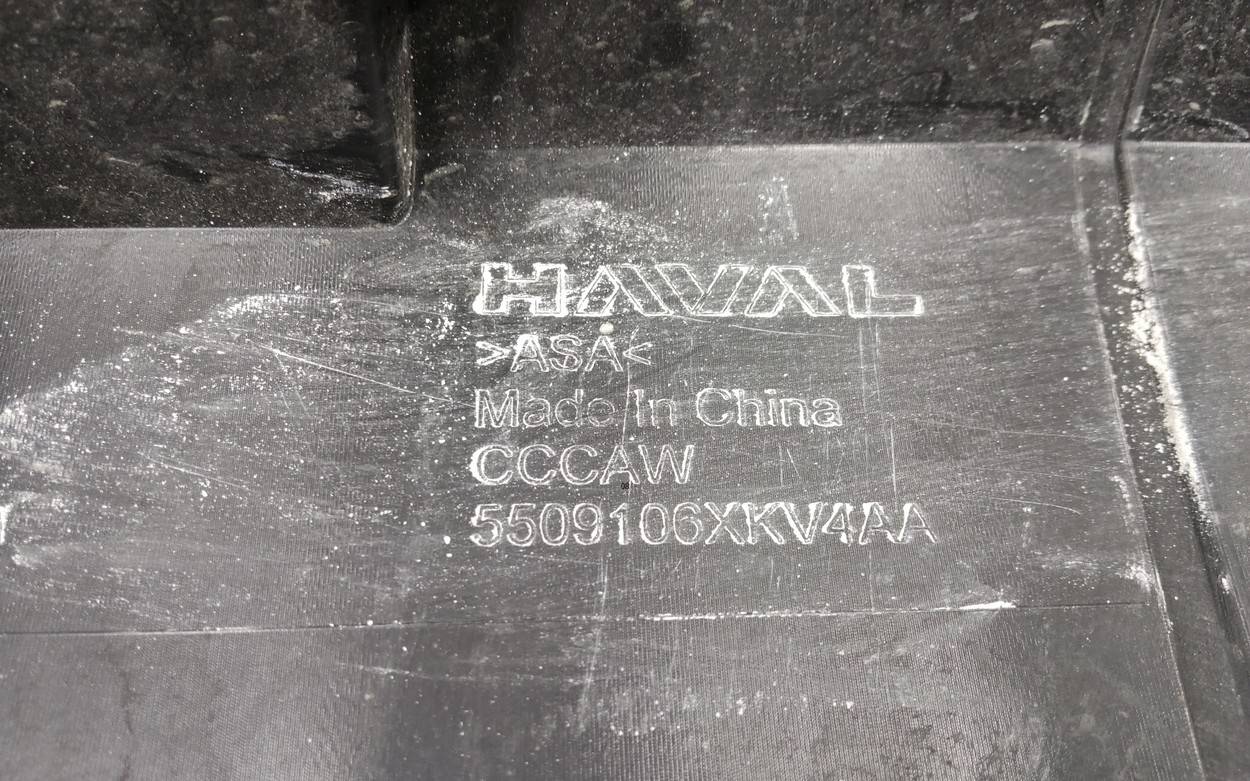 HAVAL
>ASA<
Made In China
CCCAW
5509106XKV4AA